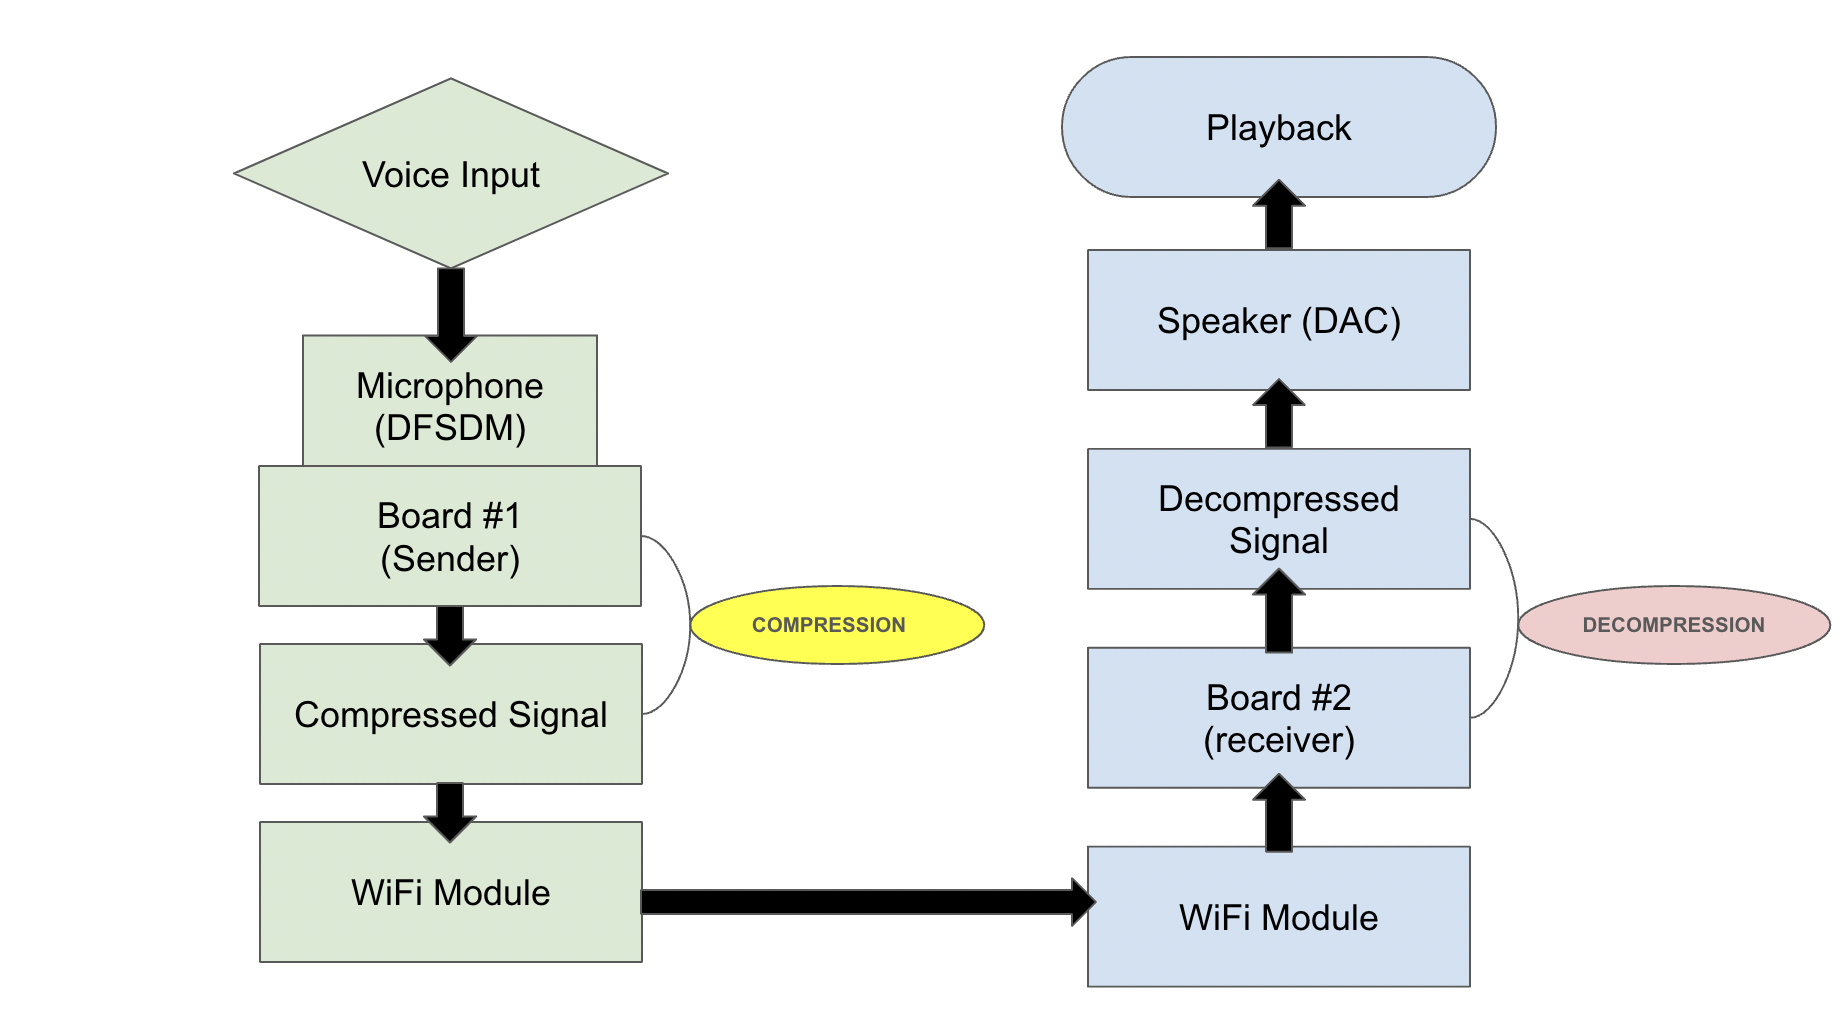 Voice Input
Microphone
(DFSDM)
Board #1
(Sender)
COMPRESSION
Compressed Signal
WiFi Module
Playback
Speaker (DAC)
Decompressed
Signal
DECOMPRESSION
Board #2
(receiver)
WiFi Module